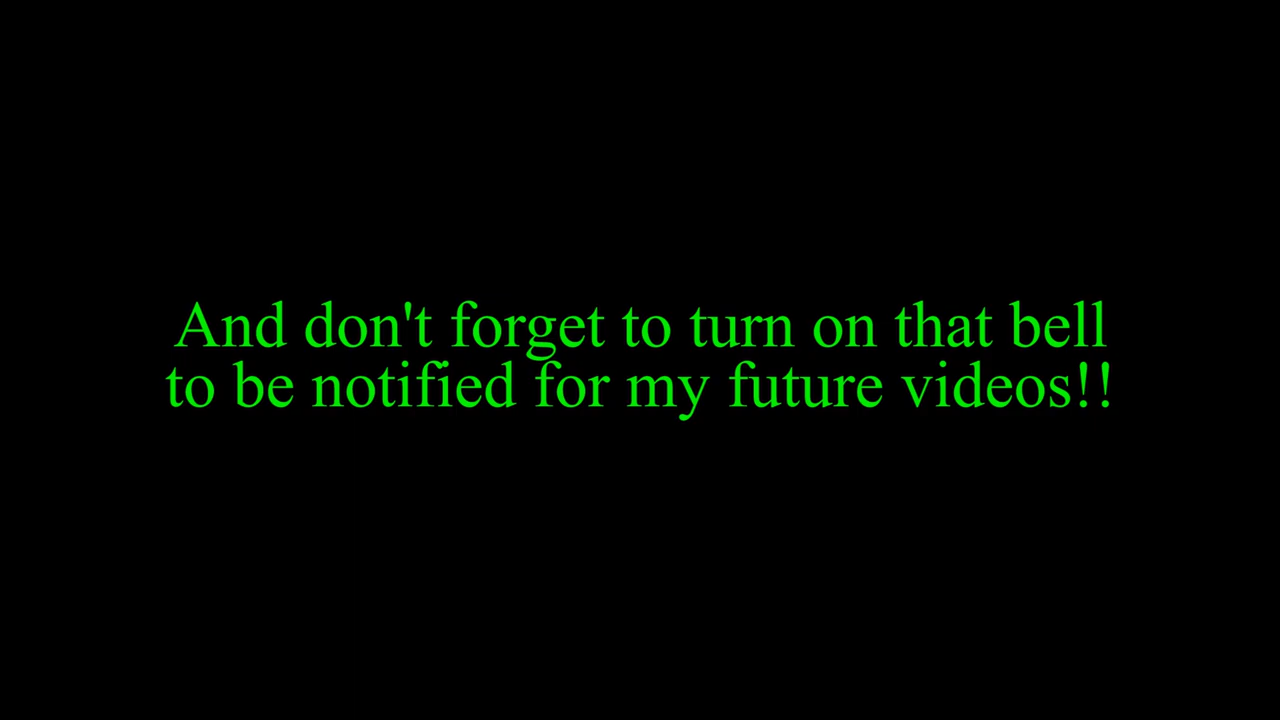 And don't forget to turn on that bell
to be notified for my future videos!!